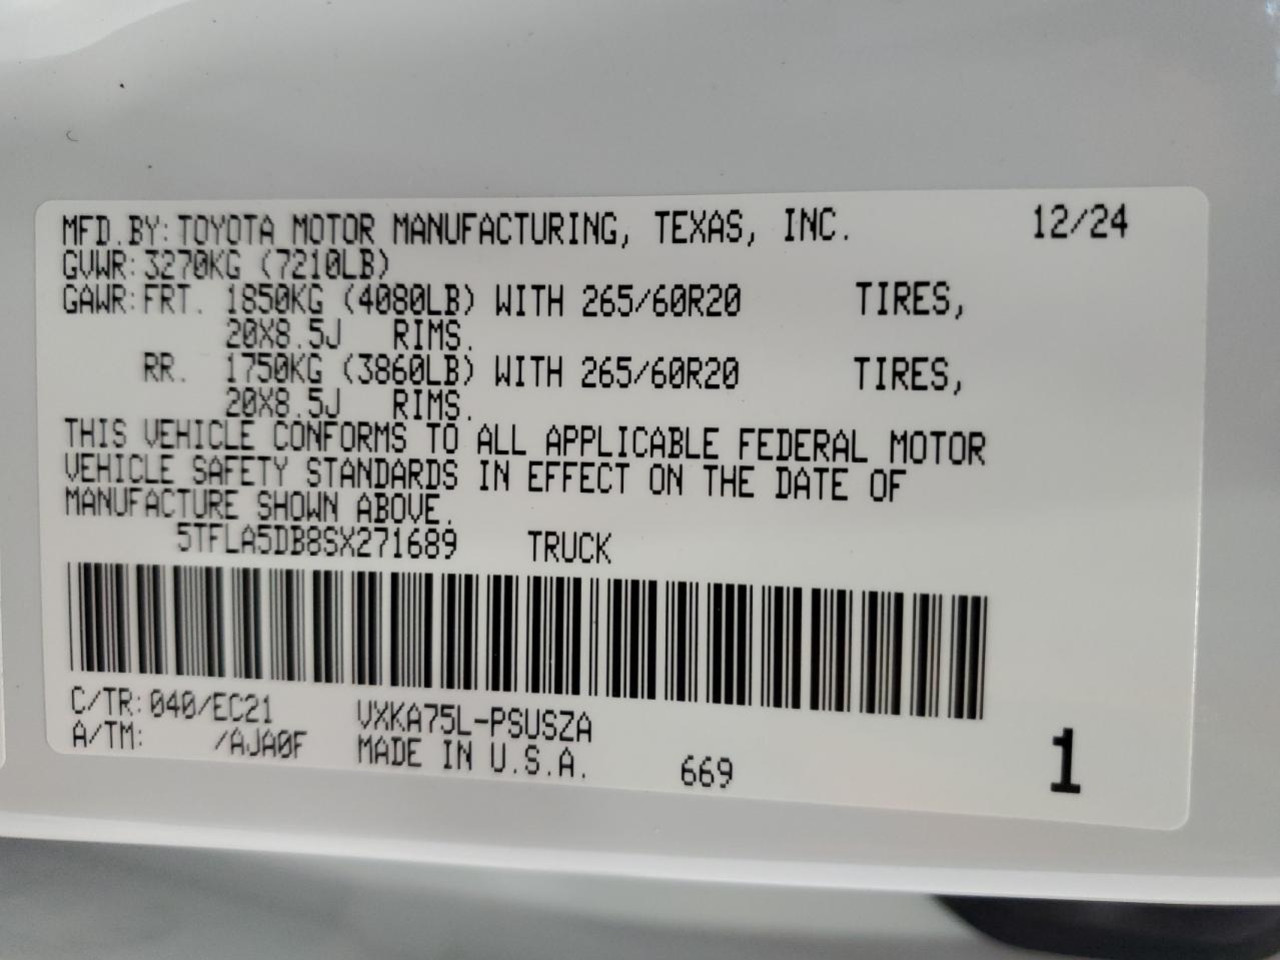 MFD.BY:TOYOTA MOTOR MANUFACTURING, TEXAS, INC. 12/24
GVWR:3270KG (7210LB)
GAWR:FRT. 1850KG (4080LB) WITH 265/60R20 TIRES,
20X8.5J RIMS.
RR. 1750KG (3860LB) WITH 265/60R20 TIRES,
20X8.5J RIMS.
THIS VEHICLE CONFORMS TO ALL APPLICABLE FEDERAL MOTOR
VEHICLE SAFETY STANDARDS IN EFFECT ON THE DATE OF
MANUFACTURE SHOWN ABOVE.
5TFLA5DB8SX271689 TRUCK
C/TR:040/EC21 VXKA75L-PSUSZA
A/TM: /AJA0F MADE IN U.S.A. 669 1